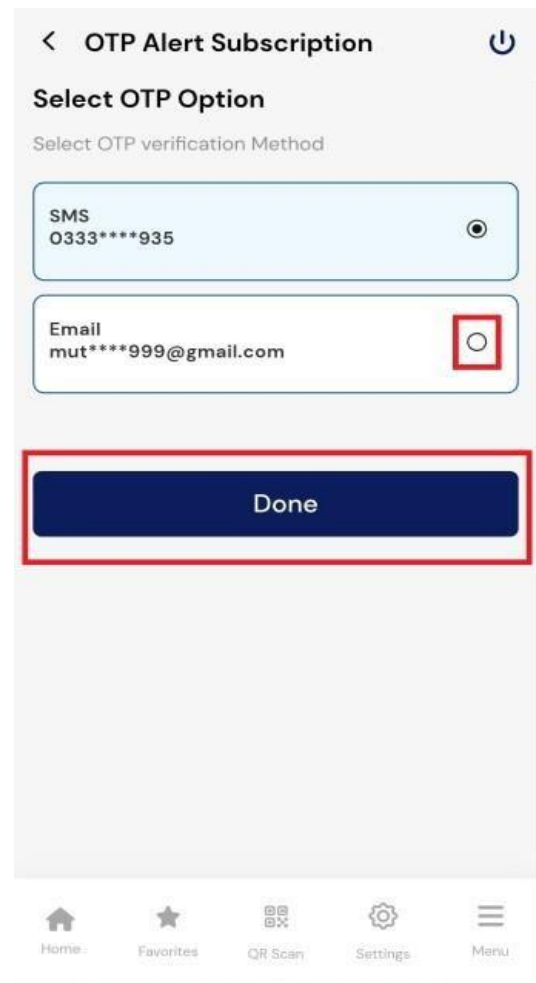 OTP Alert Subscription
Select OTP Option
Select OTP verification Method
SMS
0333****935
Email
mut****999@gmail.com
Done
Home
Favorites
QR Scan
Settings
Menu